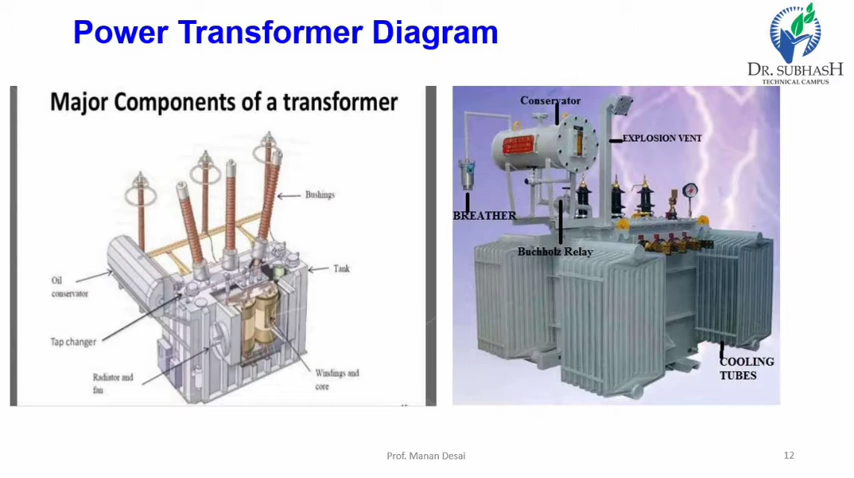 Power Transformer Diagram
DR. SUBHASH
TECHNICAL CAMPUS
Major Components of a transformer
Bushings
Tank
Oil
conservator
Tap changer
Radiator and
fan
Windings and
core
Conservator
EXPLOSION VENT
BREATHER
Buchholz Relay
COOLING
TUBES
Prof. Manan Desai
12